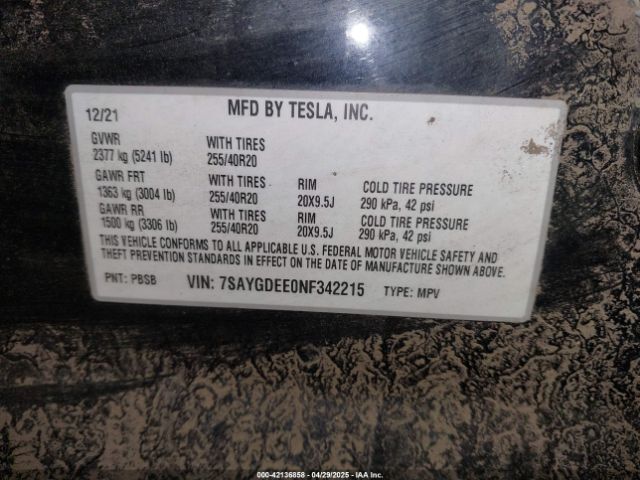 12/21 MFD BY TESLA, INC.
GVWR WITH TIRES
2377 kg (5241 lb) 255/40R20
GAWR FRT WITH TIRES RIM COLD TIRE PRESSURE
1363 kg (3004 lb) 255/40R20 20X9.5J 290 kPa, 42 psi
GAWR RR WITH TIRES RIM COLD TIRE PRESSURE
1500 kg (3306 lb) 255/40R20 20X9.5J 290 kPa, 42 psi
THIS VEHICLE CONFORMS TO ALL APPLICABLE U.S. FEDERAL MOTOR VEHICLE SAFETY AND
THEFT PREVENTION STANDARDS IN EFFECT ON THE DATE OF MANUFACTURE SHOWN ABOVE.
PNT: PBSB VIN: 7SAYGDEE0NF342215 TYPE: MPV
000-42136858 - 04/29/2025 - IAA Inc.